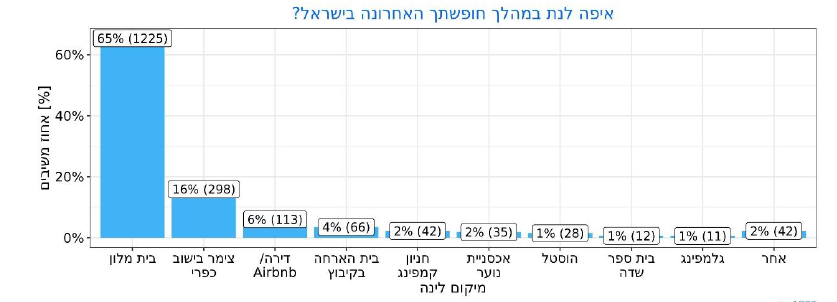 איפה לנת במהלך חופשתך האחרונה בישראל?
אחוז משיבים [%]
60%
40%
20%
0%
65% (1225)
16% (298)
6% (113)
4% (66)
2% (42)
2% (35)
1% (28)
1% (12)
1% (11)
2% (42)
בית מלון
צימר בישוב
כפרי
דירה/
Airbnb
בית הארחה
בקיבוץ
חניון
קמפינג
אכסניית
נוער
הוסטל
בית ספר
שדה
גלמפינג
אחר
מיקום לינה